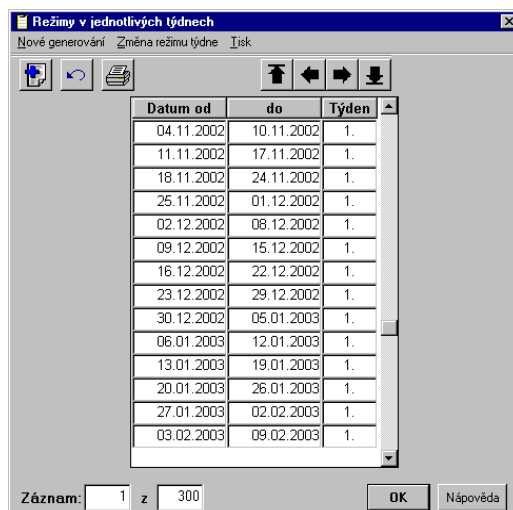 Režimy v jednotlivých týdnech
Nové generování Změna režimu týdne Tisk
Datum od do Týden
04.11.2002 10.11.2002 1.
11.11.2002 17.11.2002 1.
18.11.2002 24.11.2002 1.
25.11.2002 01.12.2002 1.
02.12.2002 08.12.2002 1.
09.12.2002 15.12.2002 1.
16.12.2002 22.12.2002 1.
23.12.2002 29.12.2002 1.
30.12.2002 05.01.2003 1.
06.01.2003 12.01.2003 1.
13.01.2003 19.01.2003 1.
20.01.2003 26.01.2003 1.
27.01.2003 02.02.2003 1.
03.02.2003 09.02.2003 1.
Záznam: 1 z 300 OK Nápověda